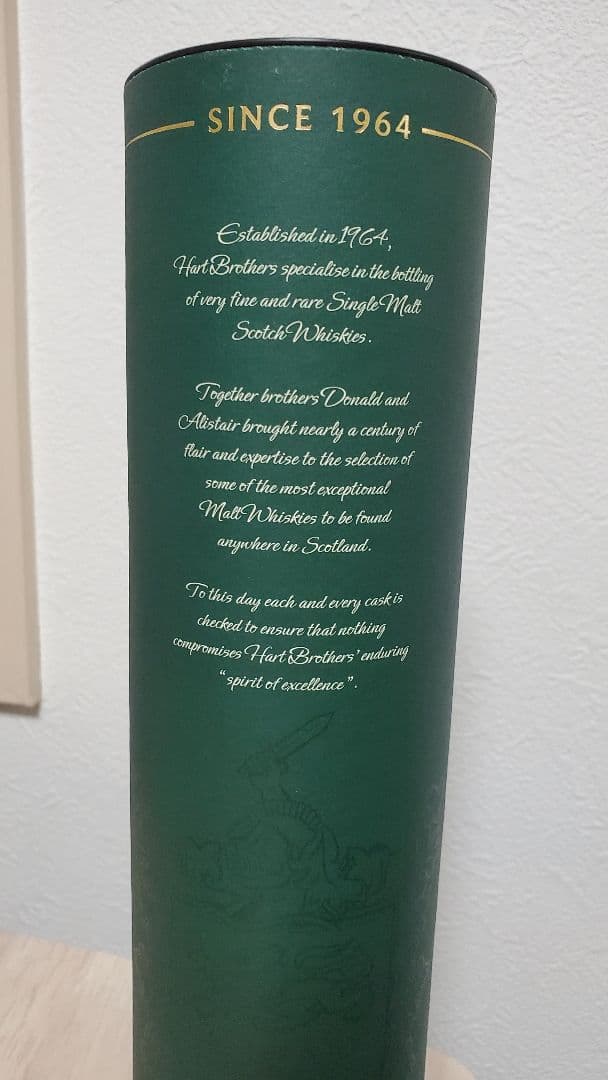 SINCE 1964
Established in 1964,
Hart Brothers specialise in the bottling
of very fine and rare Single Malt
Scotch Whiskies.
Together brothers Donald and
Alistair brought nearly a century of
flair and expertise to the selection of
some of the most exceptional
Malt Whiskies to be found
anywhere in Scotland.
To this day each and every cask is
checked to ensure that nothing
compromises Hart Brothers' enduring
“spirit of excellence”.